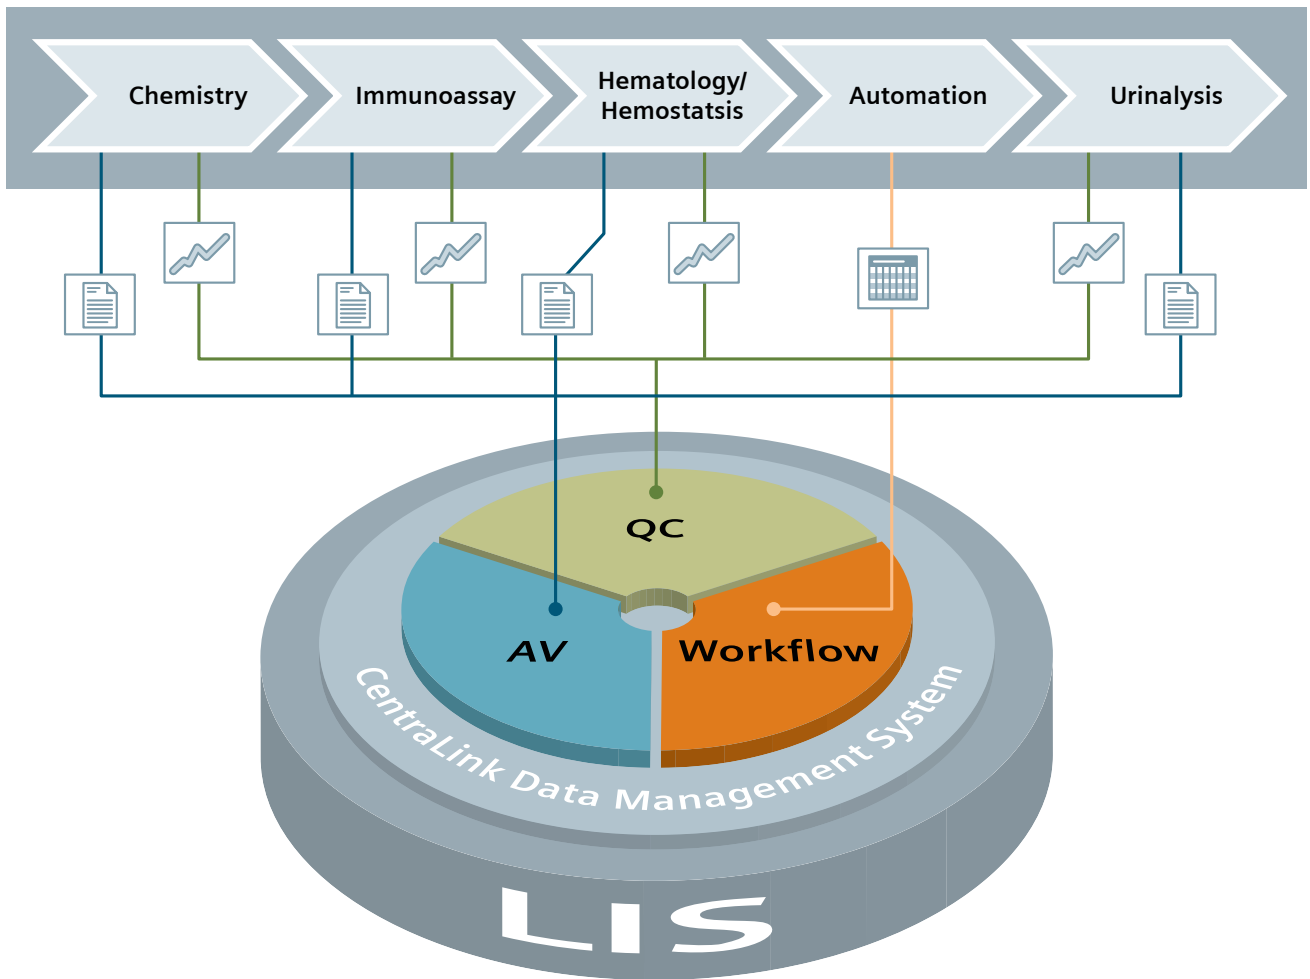 Chemistry
Immunoassay
Hematology/
Hemostatsis
Automation
Urinalysis
QC
AV
Workflow
CentraLink Data Management System
LIS